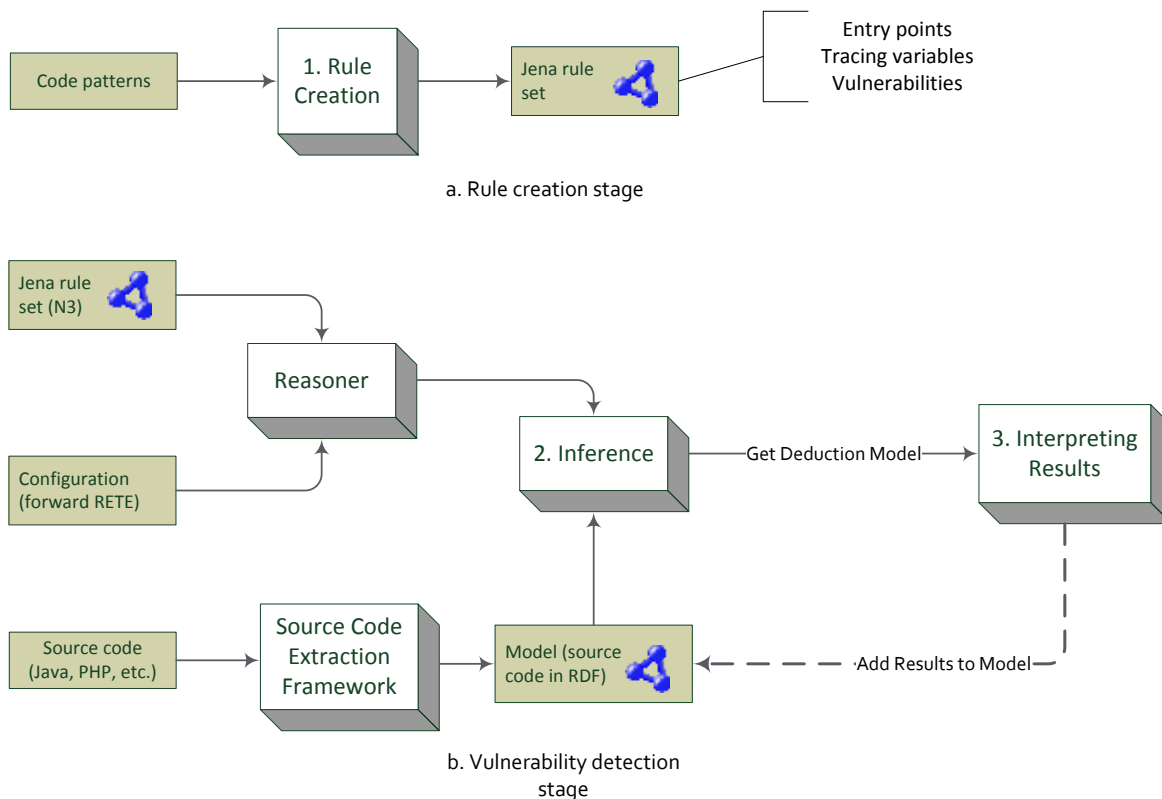 Code patterns
1. Rule
Creation
Jena rule
set
Entry points
Tracing variables
Vulnerabilities
a. Rule creation stage
Jena rule
set (N3)
Reasoner
Configuration
(forward RETE)
2. Inference
Get Deduction Model
3. Interpreting
Results
Source code
(Java, PHP, etc.)
Source Code
Extraction
Framework
Model (source
code in RDF)
Add Results to Model
b. Vulnerability detection
stage